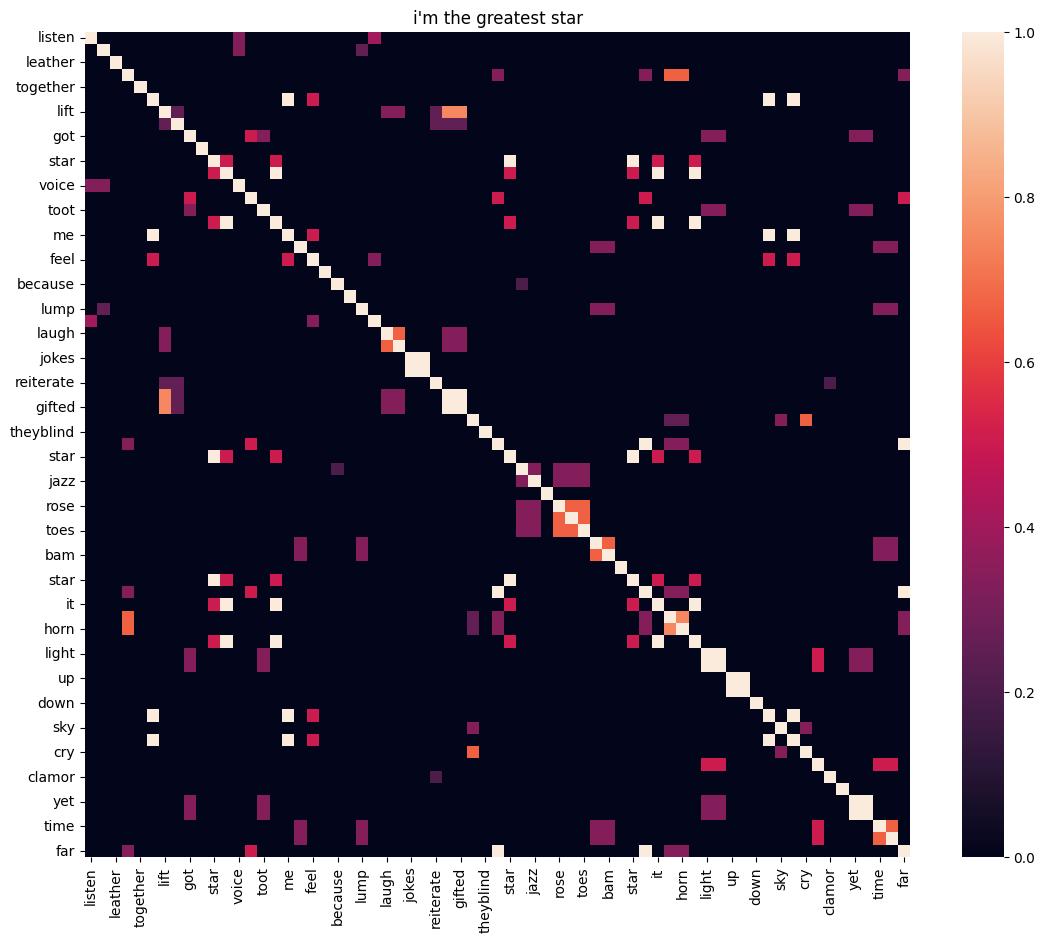 i'm the greatest star
listen
leather
together
lift
got
star
voice
toot
me
feel
because
lump
laugh
jokes
reiterate
gifted
theyblind
star
jazz
rose
toes
bam
star
it
horn
light
up
down
sky
cry
clamor
yet
time
far
listen
leather
together
lift
got
star
voice
toot
me
feel
because
lump
laugh
jokes
reiterate
gifted
theyblind
star
jazz
rose
toes
bam
star
it
horn
light
up
down
sky
cry
clamor
yet
time
far
1.0
0.8
0.6
0.4
0.2
0.0